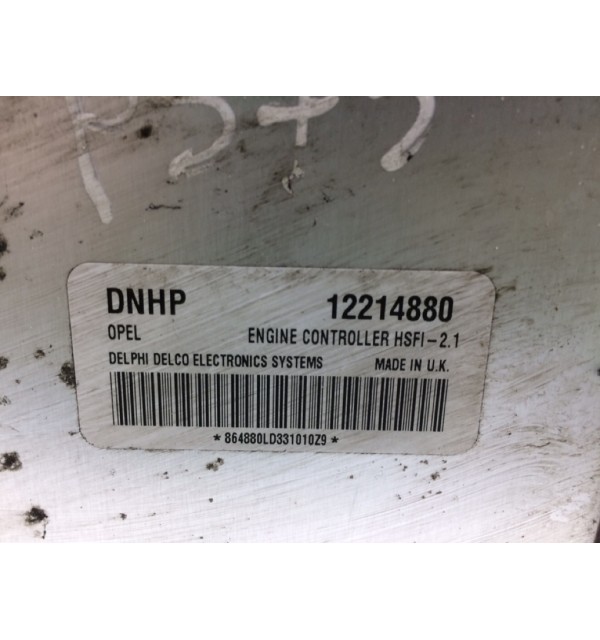 DNHP 12214880
OPEL ENGINE CONTROLLER HSFI-2.1
DELPHI DELCO ELECTRONICS SYSTEMS MADE IN U.K.
*864880LD331010Z9*